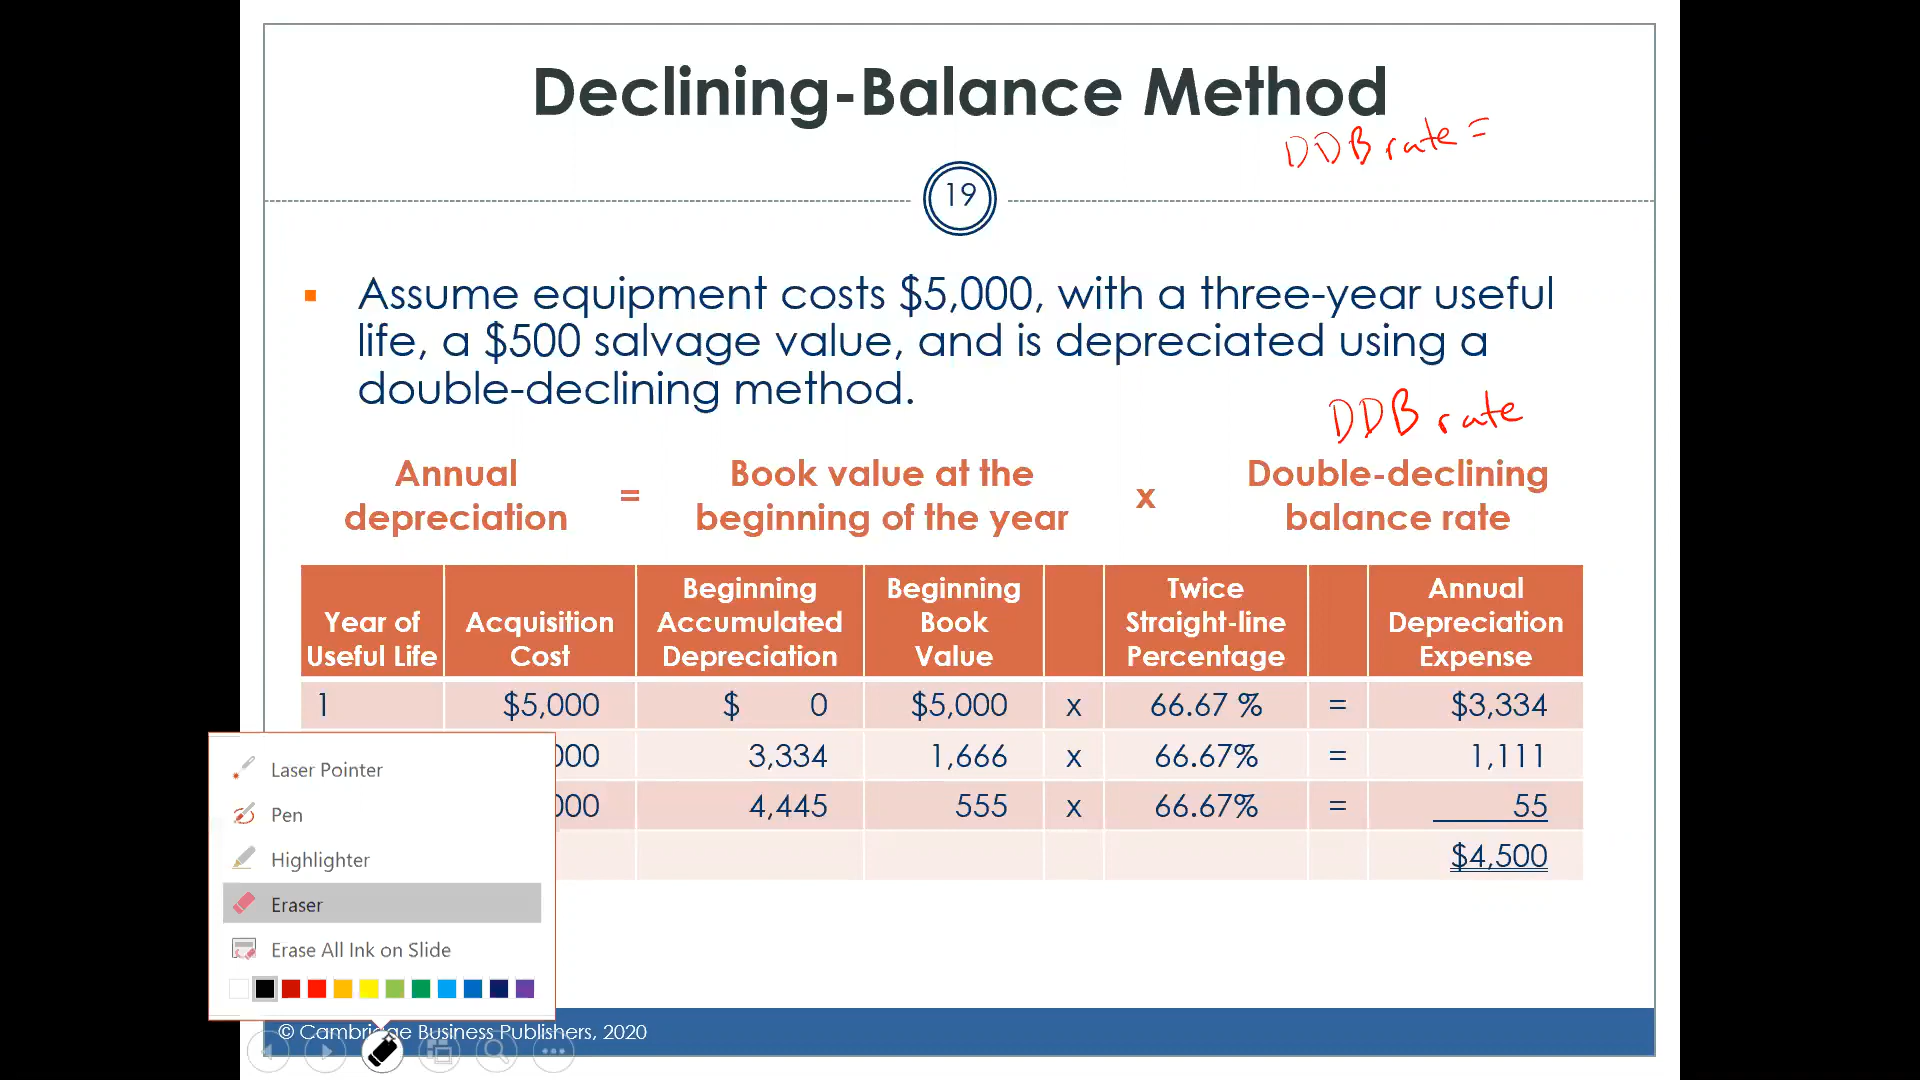 Declining-Balance Method
DDB rate =
19
Assume equipment costs $5,000, with a three-year useful
life, a $500 salvage value, and is depreciated using a
double-declining method.
DDB rate
Annual depreciation = Book value at the beginning of the year x Double-declining balance rate
Year of Useful Life Acquisition Cost Beginning Accumulated Depreciation Beginning Book Value Twice Straight-line Percentage Annual Depreciation Expense
1 $5,000 $ 0 $5,000 x 66.67 % = $3,334
000 3,334 1,666 x 66.67% = 1,111
000 4,445 555 x 66.67% = 55
$4,500
Laser Pointer
Pen
Highlighter
Eraser
Erase All Ink on Slide
© Cambridge Business Publishers, 2020